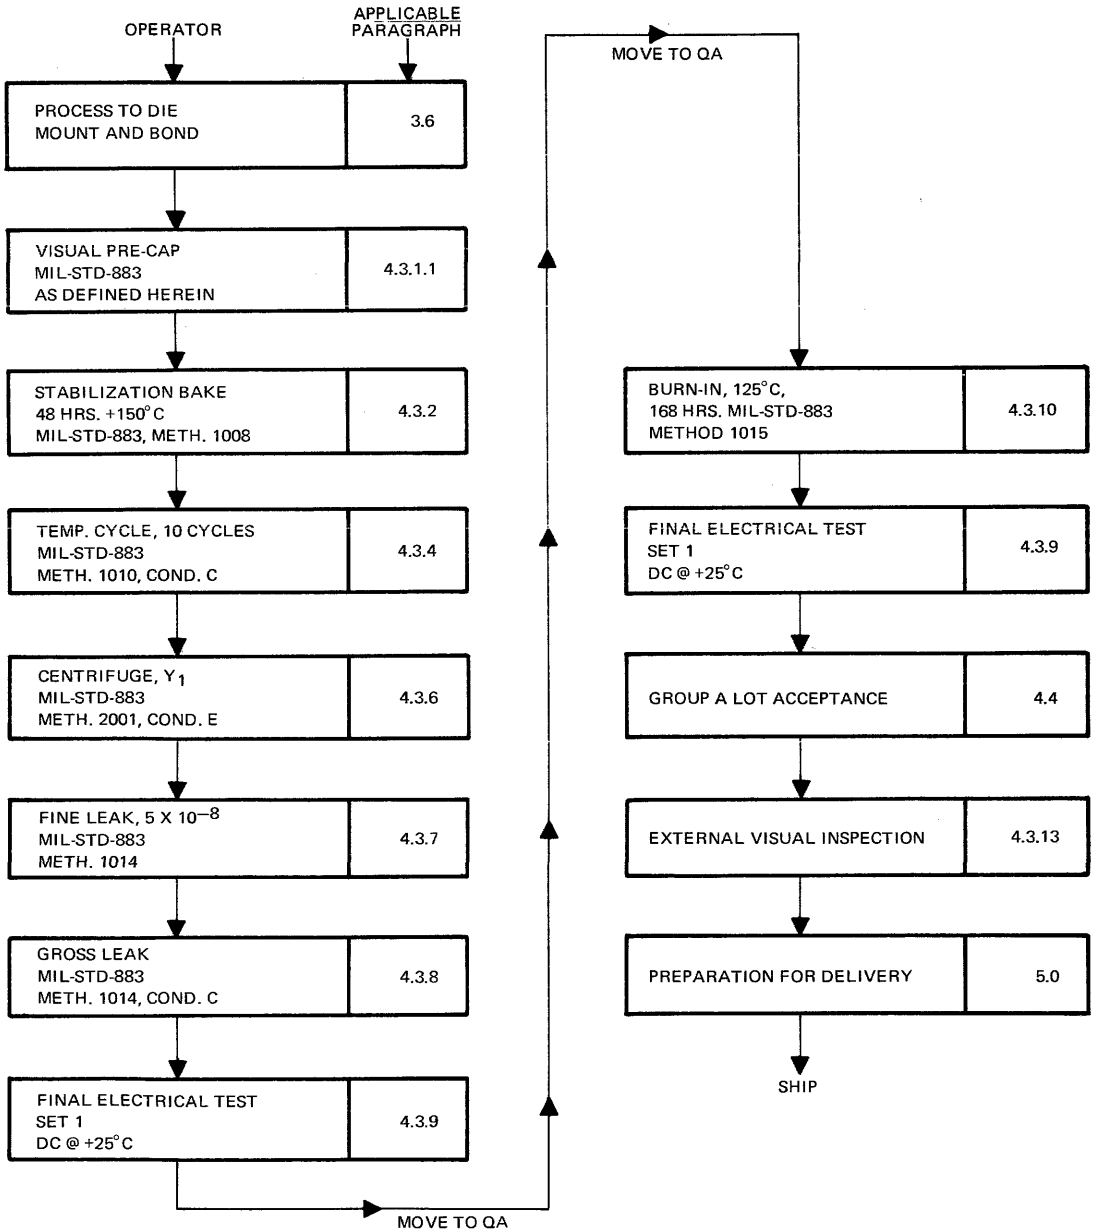 OPERATOR
APPLICABLE
PARAGRAPH
PROCESS TO DIE
MOUNT AND BOND
3.6
VISUAL PRE-CAP
MIL-STD-883
AS DEFINED HEREIN
4.3.1.1
STABILIZATION BAKE
48 HRS. +150°C
MIL-STD-883, METH. 1008
4.3.2
TEMP. CYCLE, 10 CYCLES
MIL-STD-883
METH. 1010, COND. C
4.3.4
CENTRIFUGE, Y1
MIL-STD-883
METH. 2001, COND. E
4.3.6
FINE LEAK, 5 X 10–8
MIL-STD-883
METH. 1014
4.3.7
GROSS LEAK
MIL-STD-883
METH. 1014, COND. C
4.3.8
FINAL ELECTRICAL TEST
SET 1
DC @ +25°C
4.3.9
MOVE TO QA
MOVE TO QA
BURN-IN, 125°C,
168 HRS. MIL-STD-883
METHOD 1015
4.3.10
FINAL ELECTRICAL TEST
SET 1
DC @ +25°C
4.3.9
GROUP A LOT ACCEPTANCE
4.4
EXTERNAL VISUAL INSPECTION
4.3.13
PREPARATION FOR DELIVERY
5.0
SHIP